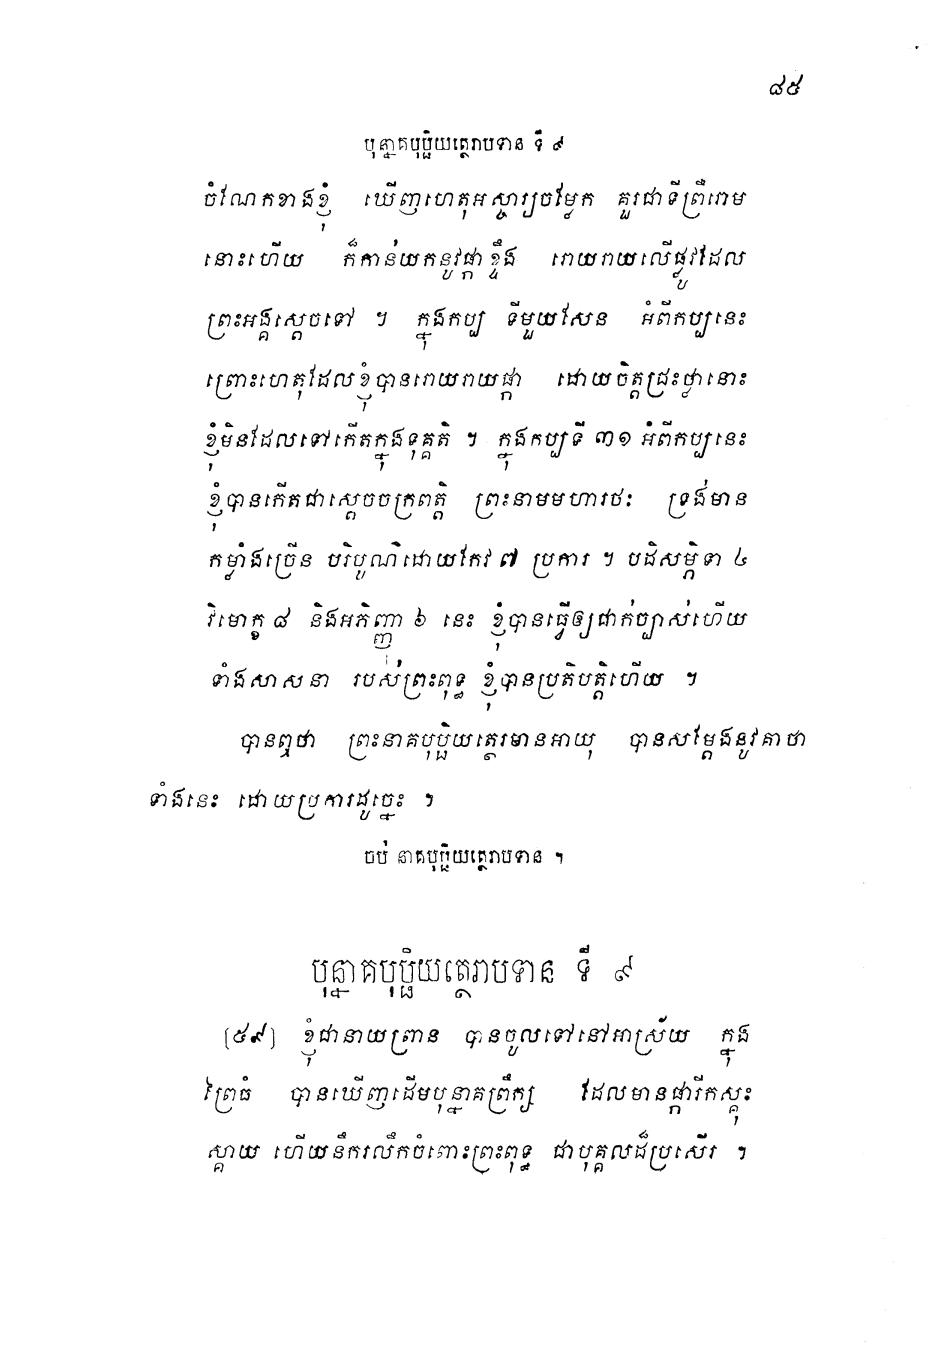 ៨៥
បុន្នាគបុប្ផិយត្ថេរាបទាន ទី ៩
ចំណែកខាងខ្ញុំ ឃើញហេតុអស្ចារ្យចម្លែក គួរជាទីព្រឺរោម
នោះហើយ ក៏កាន់យកនូវផ្កាខ្ទឹង រោយរាយលើផ្លូវដែល
ព្រះអង្គស្តេចទៅ ។ ក្នុងកប្ប ទីមួយសែន អំពីកប្បនេះ
ព្រោះហេតុដែលខ្ញុំបានរោយរាយផ្កា ដោយចិត្តជ្រះថ្លានោះ
ខ្ញុំមិនដែលទៅកើតក្នុងទុគ្គតិ ។ ក្នុងកប្បទី ៣១ អំពីកប្បនេះ
ខ្ញុំបានកើតជាស្តេចចក្រពត្តិ ព្រះនាមមហារថៈ ទ្រង់មាន
កម្លាំងច្រើន បរិបូណ៌ដោយកែវ ៧ ប្រការ ។ បដិសម្ភិទា ៤
វិមោក្ខ ៨ និងអភិញ្ញា ៦ នេះ ខ្ញុំបានធ្វើឲ្យជាក់ច្បាស់ហើយ
ទាំងសាសនា របស់ព្រះពុទ្ធ ខ្ញុំបានប្រតិបត្តិហើយ ។
បានឮថា ព្រះនាគបុប្ផិយត្ថេរមានអាយុ បានសម្តែងនូវគាថា
ទាំងនេះ ដោយប្រការដូច្នេះ ។
ចប់ នាគបុប្ផិយត្ថេរាបទាន ។
បុន្នាគបុប្ផិយត្ថេរាបទាន ទី ៩
[៥៩] ខ្ញុំជានាយព្រាន បានចូលទៅនៅអាស្រ័យ ក្នុង
ព្រៃធំ បានឃើញដើមបុន្នាគព្រឹក្ស ដែលមានផ្ការីកស្គុះ
ស្គាយ ហើយនឹករលឹកចំពោះព្រះពុទ្ធ ជាបុគ្គលដ៏ប្រសើរ ។